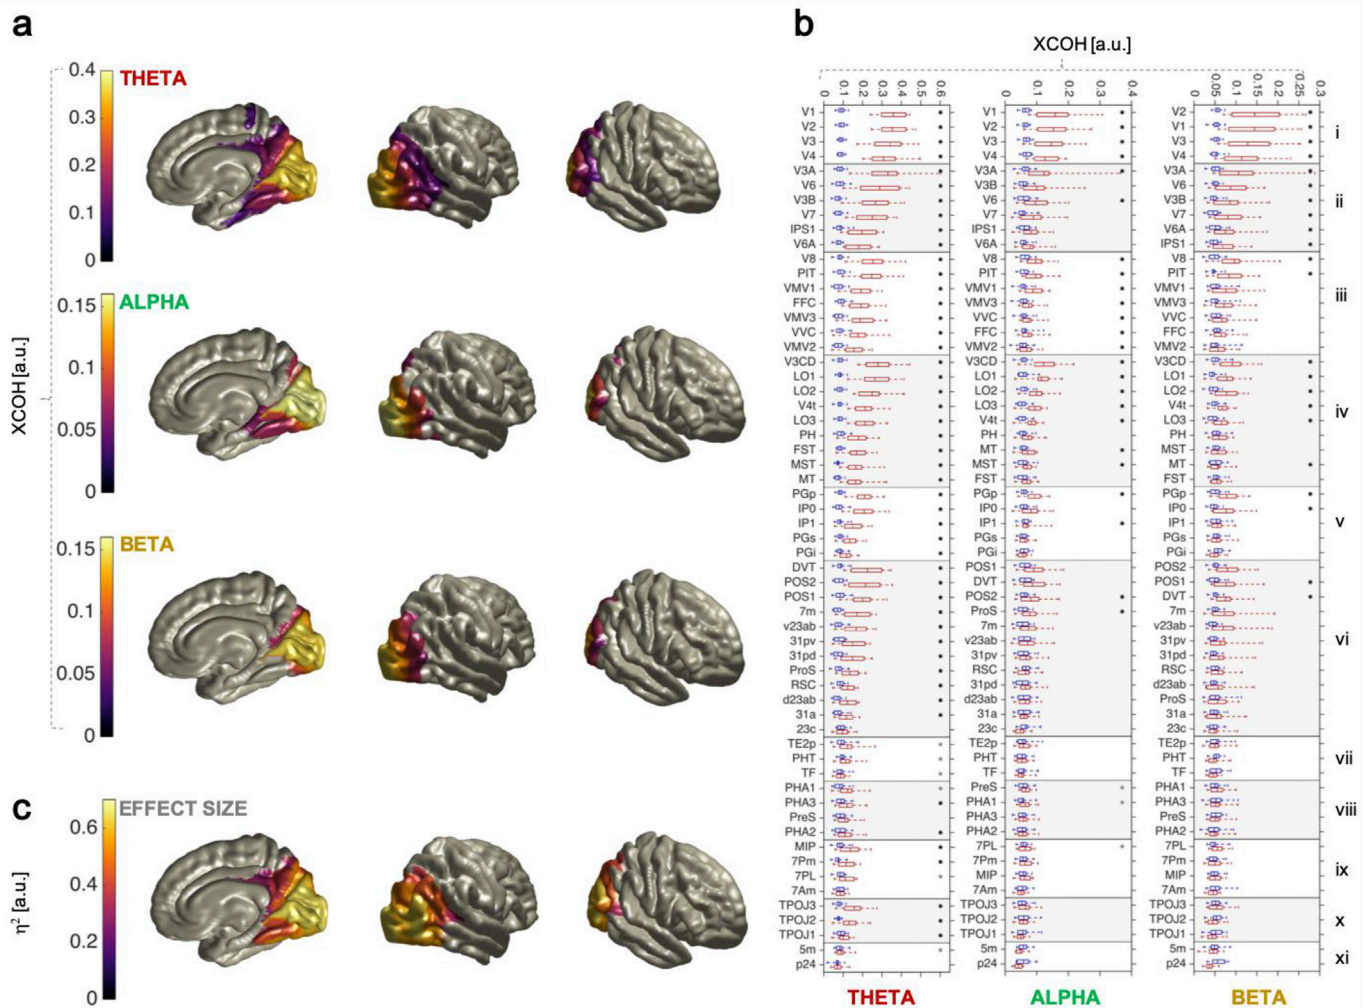 a
b
XCOH [a.u.]
0.4
THETA
0.3
0.2
0.1
0
0.15
ALPHA
0.1
0.05
0
XCOH [a.u.]
0.15
BETA
0.1
0.05
0
c
EFFECT SIZE
0.6
0.4
0.2
0
η² [a.u.]
0 0.1 0.2 0.3 0.4 0.5 0.6
0 0.1 0.2 0.3 0.4
0 0.05 0.1 0.15 0.2 0.25 0.3
V1 V1 V2
V2 V2 V1 i
V3 V3 V3
V4 V4 V4
V3A V3A V3A
V6 V3B V6
V3B V6 V3B ii
V7 V7 V7
IPS1 IPS1 V6A
V6A V6A IPS1
V8 V8 V8
PIT PIT PIT
VMV1 VMV1 VMV1 iii
FFC VMV3 VMV3
VMV3 VVC VVC
VVC FFC FFC
VMV2 VMV2 VMV2
V3CD V3CD V3CD
LO1 LO1 LO1
LO2 LO2 LO2
V4t LO3 V4t iv
LO3 V4t LO3
PH PH PH
FST MT MST
MST MST MT
MT FST FST
PGp PGp PGp
IP0 IP0 IP0
IP1 IP1 IP1 v
PGs PGs PGs
PGi PGi PGi
DVT POS1 POS2
POS2 DVT POS1
POS1 POS2 DVT
7m ProS 7m
v23ab 7m v23ab
31pv v23ab 31pv vi
31pd 31pv 31pd
ProS RSC RSC
RSC 31pd d23ab
d23ab d23ab ProS
31a 31a 31a
23c 23c 23c
TE2p TE2p TE2p
PHT PHT PHT vii
TF TF TF
PHA1 PreS PHA1
PHA3 PHA1 PHA3 viii
PreS PHA3 PreS
PHA2 PHA2 PHA2
MIP 7PL 7PL
7Pm 7Pm 7Pm ix
7PL MIP MIP
7Am 7Am 7Am
TPOJ3 TPOJ3 TPOJ3
TPOJ2 TPOJ2 TPOJ2 x
TPOJ1 TPOJ1 TPOJ1
5m 5m 5m xi
p24 p24 p24
THETA ALPHA BETA